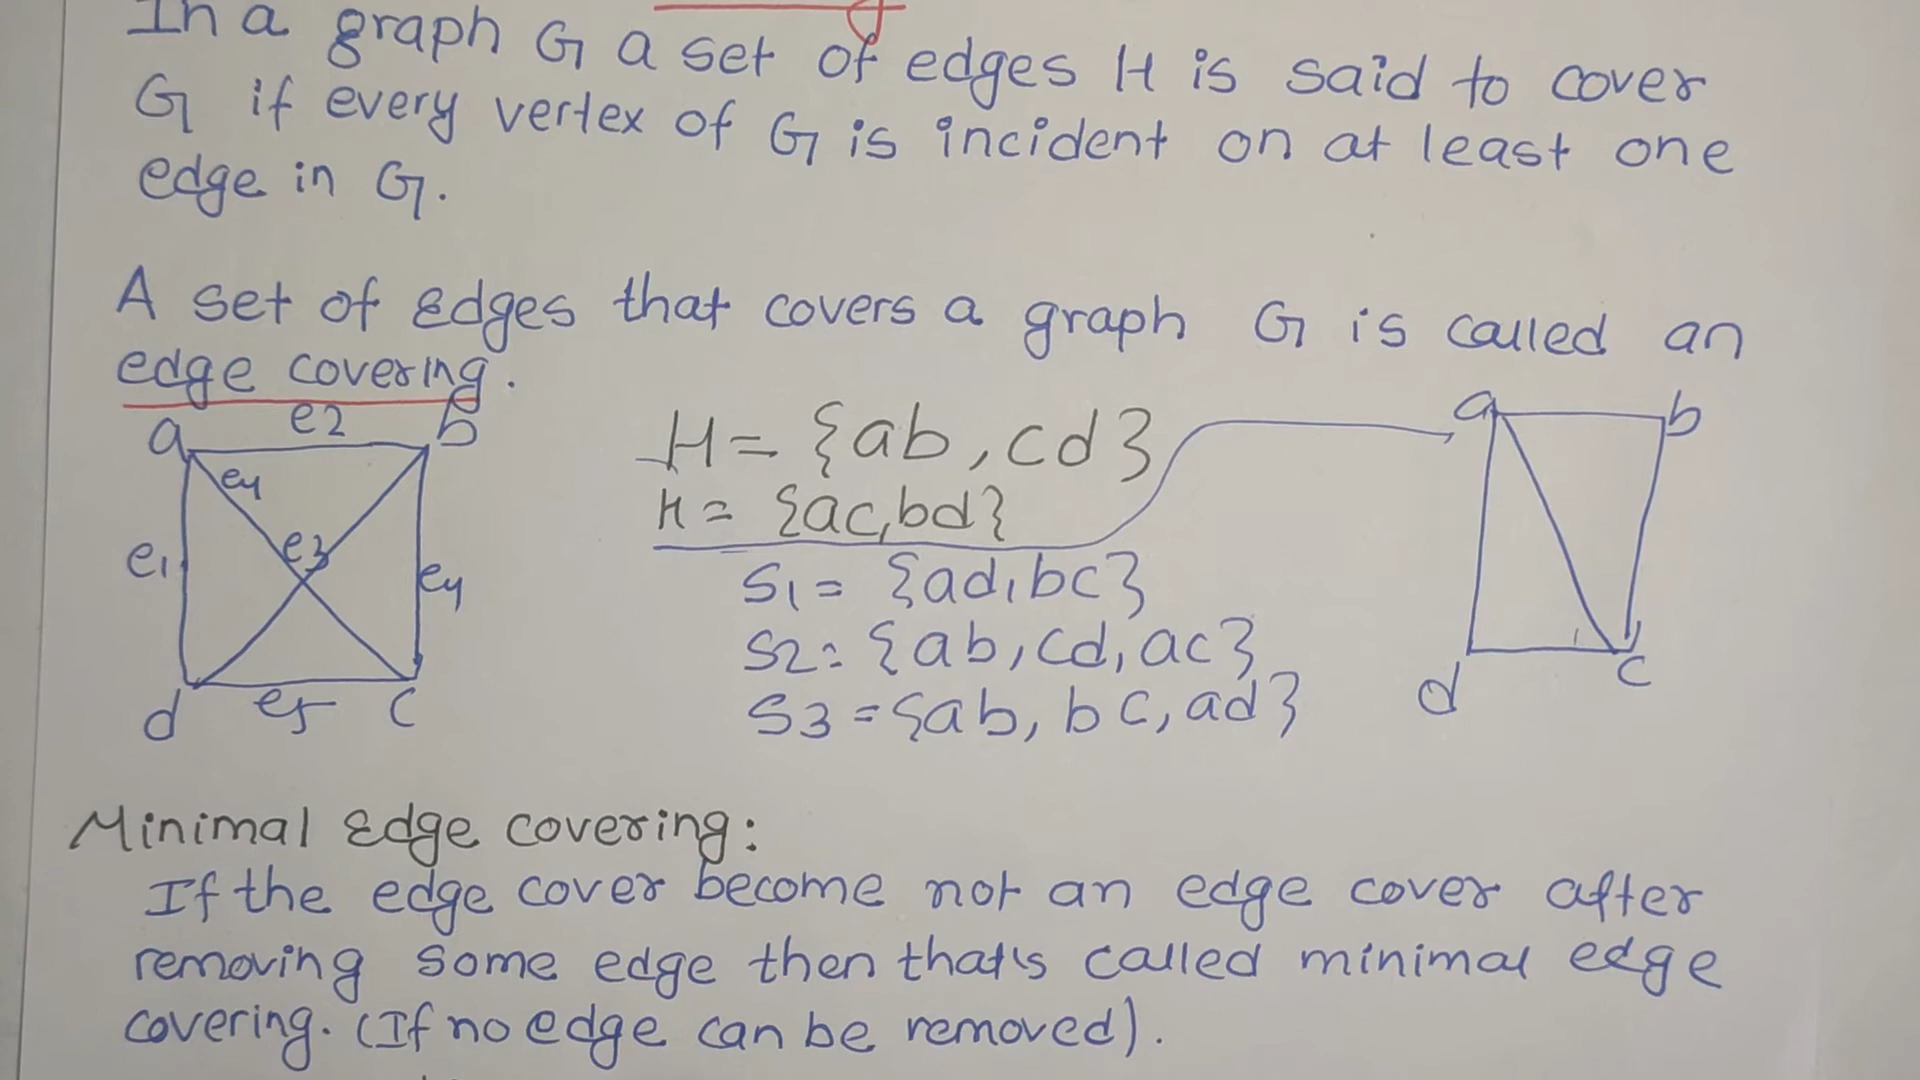 In a graph G a set of edges H is said to cover
G if every vertex of G is incident on at least one
edge in G.
A set of edges that covers a graph G is called an
edge covering.
a e2 b
e4
e1 e3 e4
d e5 c
H = {ab, cd}
H = {ac, bd}
S1 = {ad, bc}
S2 = {ab, cd, ac}
S3 = {ab, bc, ad}
a b
d c
Minimal Edge covering:
If the edge cover become not an edge cover after
removing some edge then that's called minimal edge
covering. (If no edge can be removed).